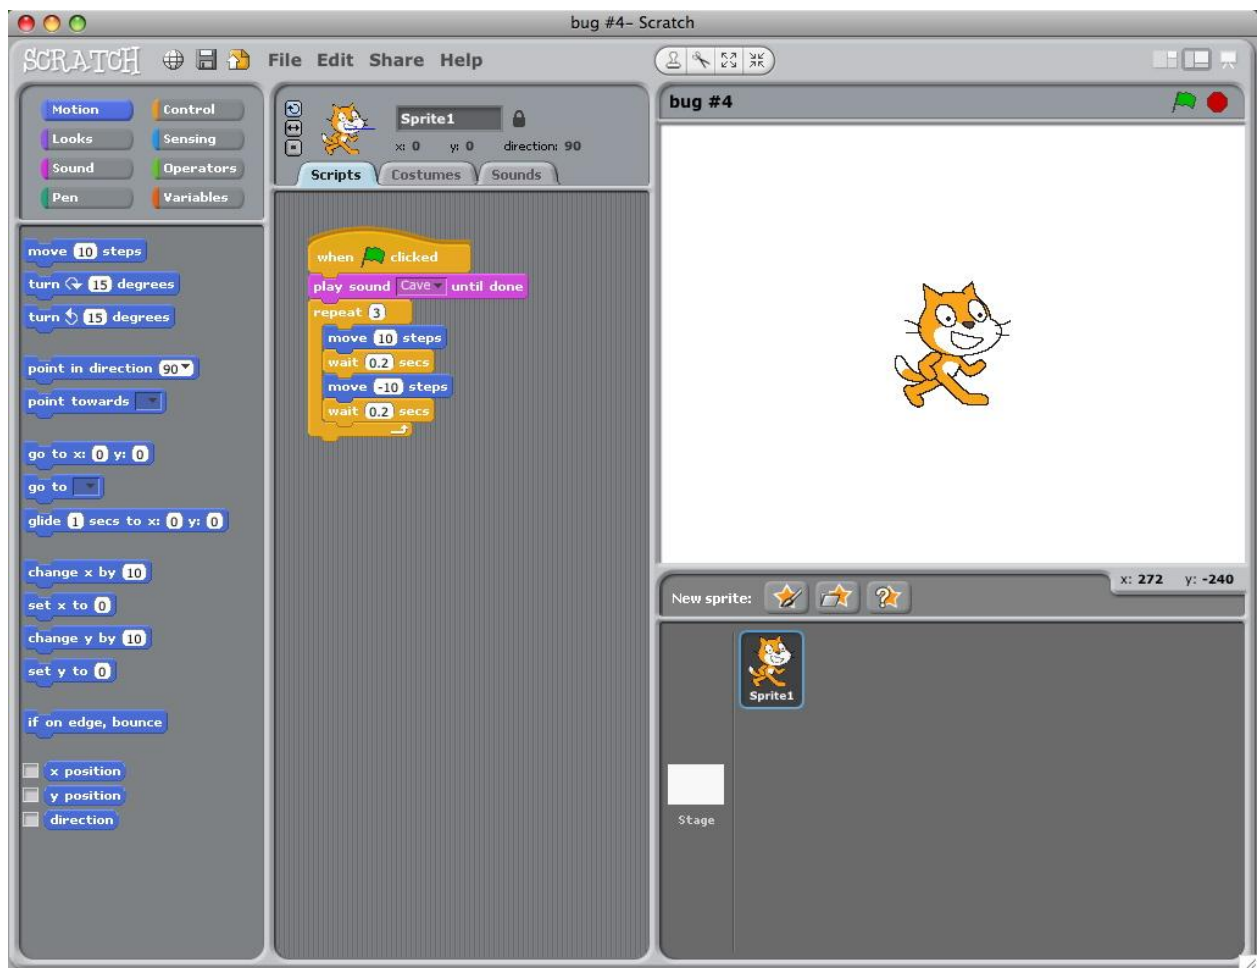 bug #4– Scratch
SCRATCH File Edit Share Help
Motion Control
Looks Sensing
Sound Operators
Pen Variables
move 10 steps
turn 15 degrees
turn 15 degrees
point in direction 90
point towards
go to x: 0 y: 0
go to
glide 1 secs to x: 0 y: 0
change x by 10
set x to 0
change y by 10
set y to 0
if on edge, bounce
x position
y position
direction
Sprite1
x: 0 y: 0 direction: 90
Scripts Costumes Sounds
when clicked
play sound Cave until done
repeat 3
move 10 steps
wait 0.2 secs
move -10 steps
wait 0.2 secs
bug #4
x: 272 y: -240
New sprite:
Sprite1
Stage